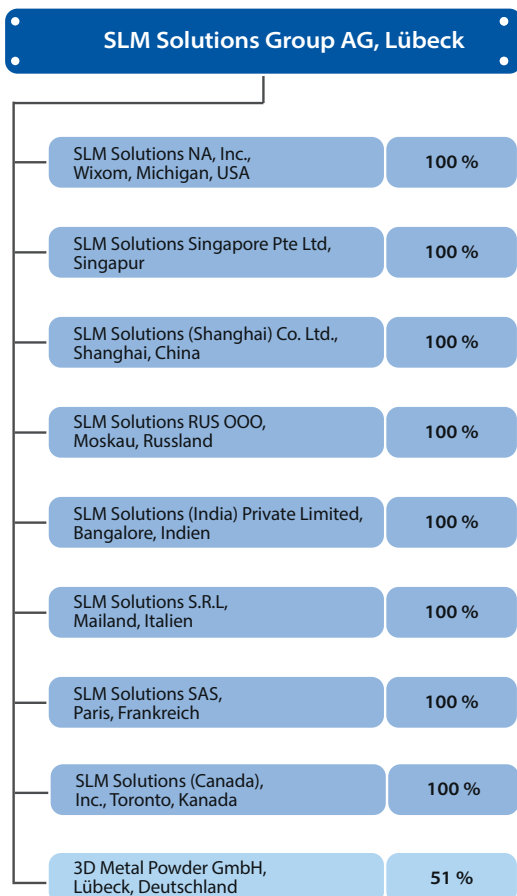 SLM Solutions Group AG, Lübeck
SLM Solutions NA, Inc.,
Wixom, Michigan, USA
100 %
SLM Solutions Singapore Pte Ltd,
Singapur
100 %
SLM Solutions (Shanghai) Co. Ltd.,
Shanghai, China
100 %
SLM Solutions RUS OOO,
Moskau, Russland
100 %
SLM Solutions (India) Private Limited,
Bangalore, Indien
100 %
SLM Solutions S.R.L,
Mailand, Italien
100 %
SLM Solutions SAS,
Paris, Frankreich
100 %
SLM Solutions (Canada),
Inc., Toronto, Kanada
100 %
3D Metal Powder GmbH,
Lübeck, Deutschland
51 %